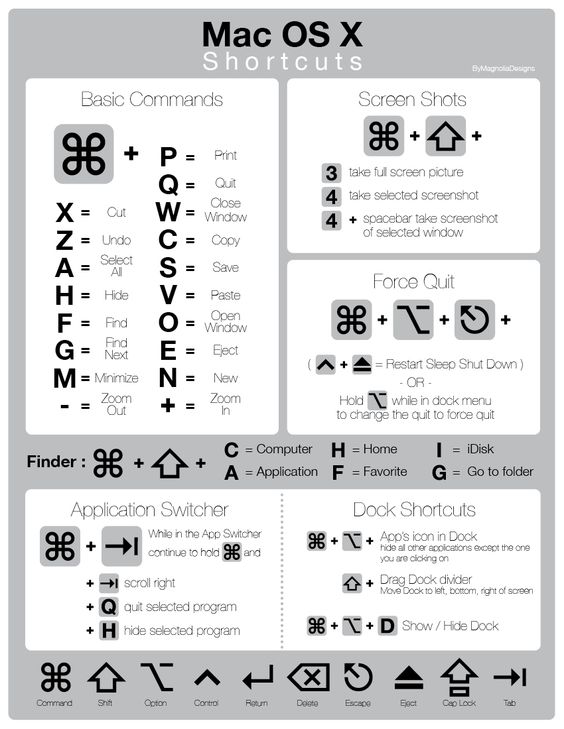 Mac OS X
Shortcuts
ByMagnoliaDesigns
Basic Commands
⌘ +
P = Print
Q = Quit
X = Cut
W = Close Window
Z = Undo
C = Copy
A = Select All
S = Save
H = Hide
V = Paste
F = Find
O = Open Window
G = Find Next
E = Eject
M = Minimize
N = New
- = Zoom Out
+ = Zoom In
Screen Shots
⌘ + ⇧ +
3 take full screen picture
4 take selected screenshot
4 + spacebar take screenshot
of selected window
Force Quit
⌘ + ⌥ + ⎋ +
( ⌃ + ⏏ = Restart Sleep Shut Down )
- OR -
Hold ⌥ while in dock menu
to change the quit to force quit
Finder : ⌘ + ⇧ +
C = Computer H = Home I = iDisk
A = Application F = Favorite G = Go to folder
Application Switcher
⌘ + ⇥
While in the App Switcher
continue to hold ⌘ and
+ ⇥ scroll right
+ Q quit selected program
+ H hide selected program
Dock Shortcuts
⌘ + ⌥ + App's icon in Dock
hide all other applications except the one
you are clicking on
⇧ + Drag Dock divider
Move Dock to left, bottom, right of screen
⌘ + ⌥ + D Show / Hide Dock
⌘ ⇧ ⌥ ⌃ ↵ ⌫ ⎋ ⏏ ⇪ ⇥
Command Shift Option Control Return Delete Escape Eject Cap Lock Tab